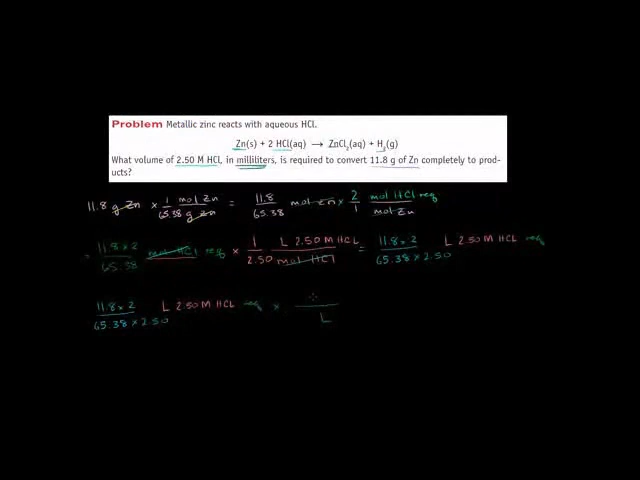 Problem Metallic zinc reacts with aqueous HCl.
Zn(s) + 2 HCl(aq) → ZnCl₂(aq) + H₂(g)
What volume of 2.50 M HCl, in milliliters, is required to convert 11.8 g of Zn completely to prod-
ucts?
11.8 g Zn × 1 mol Zn / 65.38 g Zn = 11.8 / 65.38 mol Zn × 2 / 1 mol HCl req / mol Zn
= 11.8 × 2 / 65.38 mol HCl req × 1 L 2.50 M HCl / 2.50 mol HCl = 11.8 × 2 / 65.38 × 2.50 L 2.50 M HCL req
11.8 × 2 / 65.38 × 2.50 L 2.50 M HCl req × / L